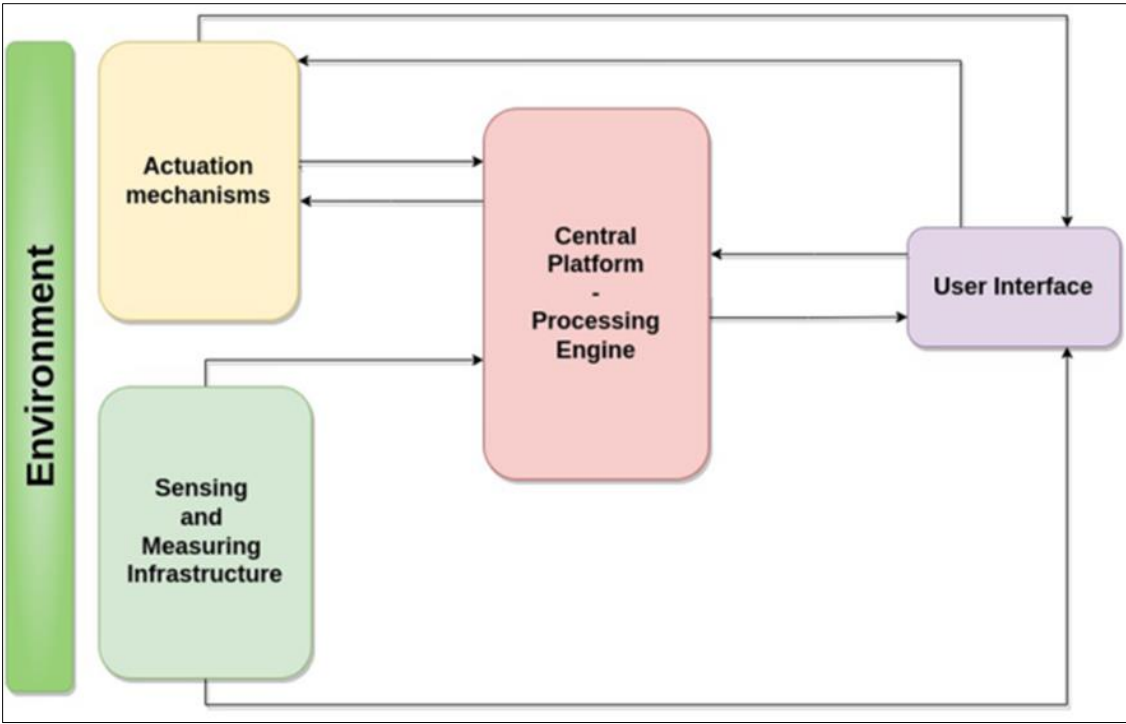 Environment
Actuation
mechanisms
Central
Platform
-
Processing
Engine
User Interface
Sensing
and
Measuring
Infrastructure